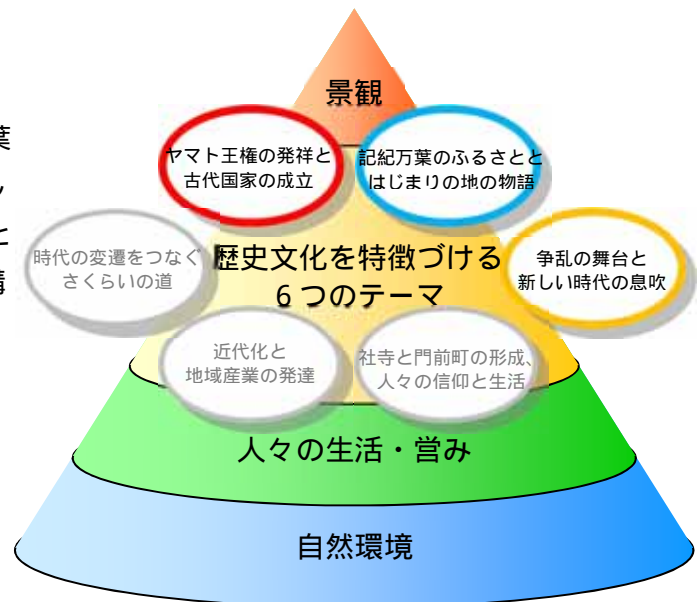 景観
ヤマト王権の発祥と
古代国家の成立
記紀万葉のふるさとと
はじまりの地の物語
時代の変遷をつなぐ
さくらいの道
歴史文化を特徴づける
6つのテーマ
争乱の舞台と
新しい時代の息吹
近代化と
地域産業の発達
社寺と門前町の形成、
人々の信仰と生活
人々の生活・営み
自然環境
葉
と